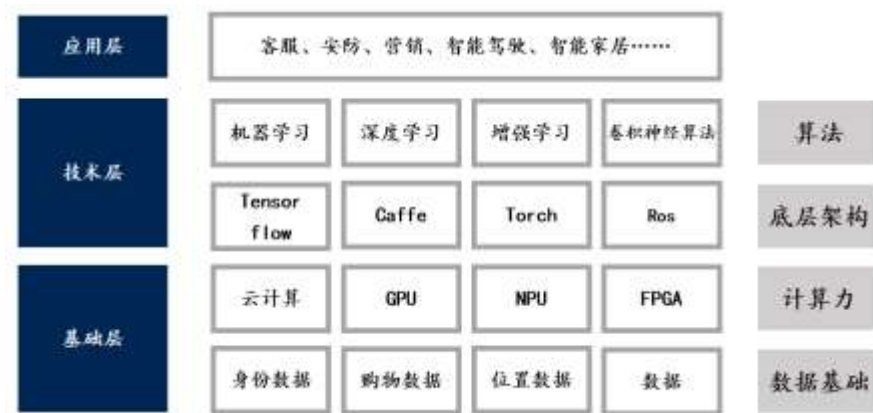 应用层
客服、安防、营销、智能驾驶、智能家居……
技术层
机器学习
深度学习
增强学习
卷积神经算法
算法
Tensor
flow
Caffe
Torch
Ros
底层架构
基础层
云计算
GPU
NPU
FPGA
计算力
身份数据
购物数据
位置数据
数据
数据基础